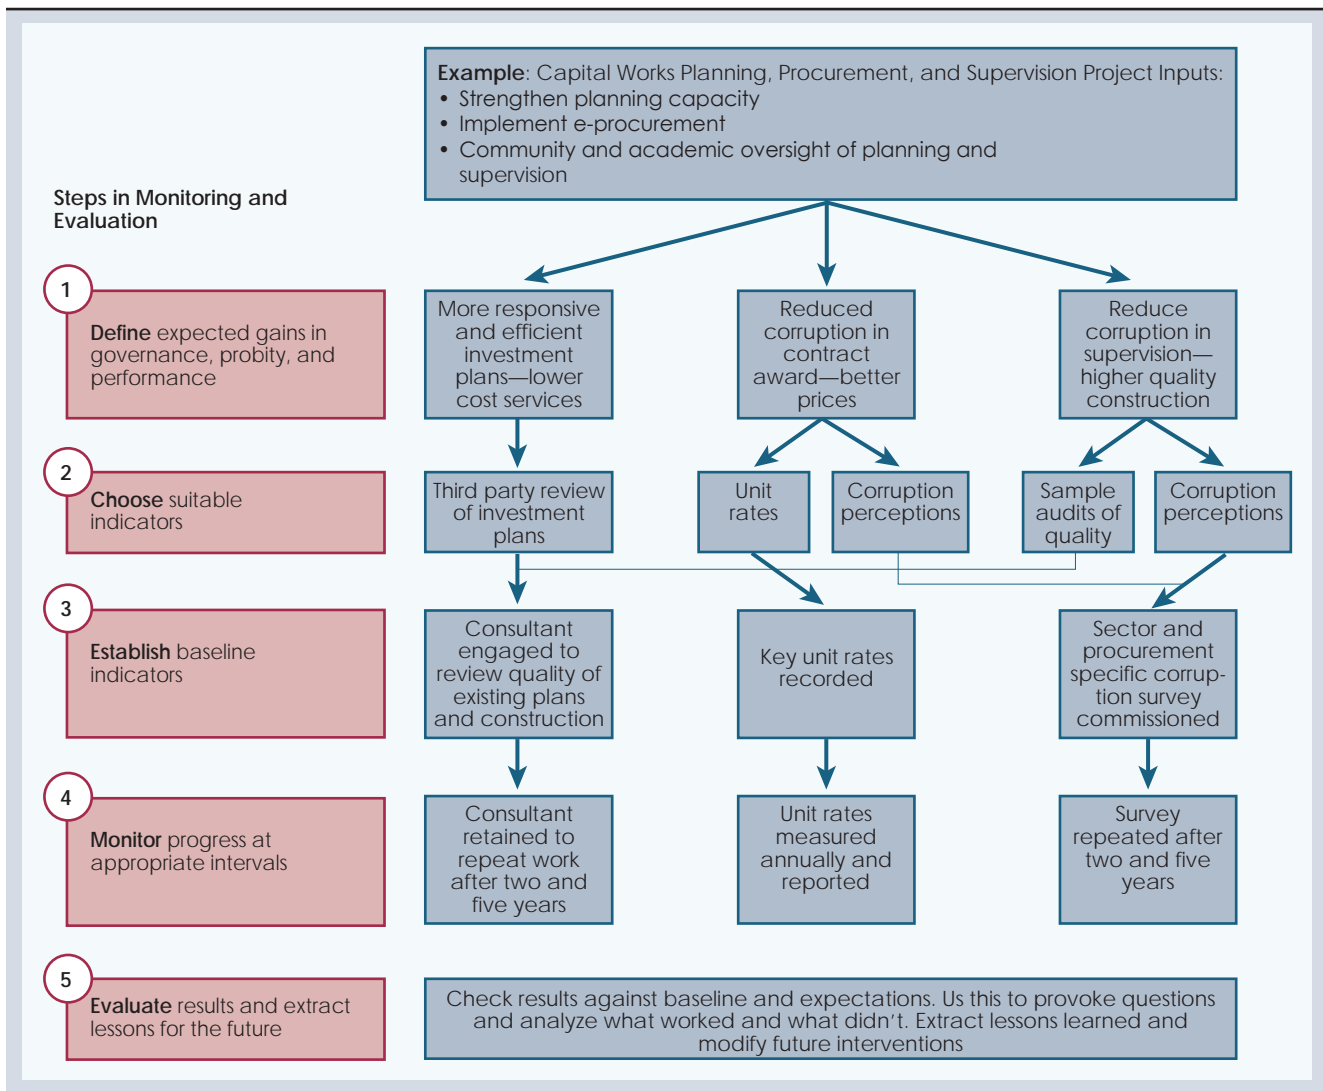 Example: Capital Works Planning, Procurement, and Supervision Project Inputs:
• Strengthen planning capacity
• Implement e-procurement
• Community and academic oversight of planning and
supervision
Steps in Monitoring and
Evaluation
1
Define expected gains in
governance, probity, and
performance
More responsive
and efficient
investment
plans—lower
cost services
Reduced
corruption in
contract
award—better
prices
Reduce
corruption in
supervision—
higher quality
construction
2
Choose suitable
indicators
Third party review
of investment
plans
Unit
rates
Corruption
perceptions
Sample
audits of
quality
Corruption
perceptions
3
Establish baseline
indicators
Consultant
engaged to
review quality of
existing plans
and construction
Key unit rates
recorded
Sector and
procurement
specific corrup-
tion survey
commissioned
4
Monitor progress at
appropriate intervals
Consultant
retained to
repeat work
after two and
five years
Unit rates
measured
annually and
reported
Survey
repeated after
two and five
years
5
Evaluate results and extract
lessons for the future
Check results against baseline and expectations. Us this to provoke questions
and analyze what worked and what didn't. Extract lessons learned and
modify future interventions